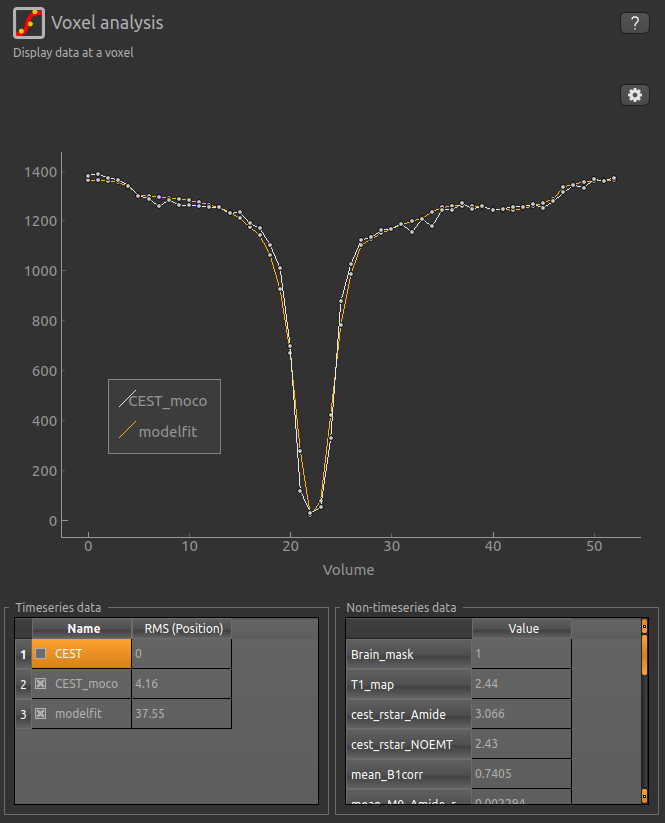 Voxel analysis
?
Display data at a voxel
1400
1200
1000
800
600
400
200
0
CEST_moco
modelfit
0 10 20 30 40 50
Volume
Timeseries data
Name RMS (Position)
1 CEST 0
2 CEST_moco 4.16
3 modelfit 37.55
Non-timeseries data
Value
Brain_mask 1
T1_map 2.44
cest_rstar_Amide 3.066
cest_rstar_NOEMT 2.43
mean_B1corr 0.7405
mean_M0_Amide_r 0.002294